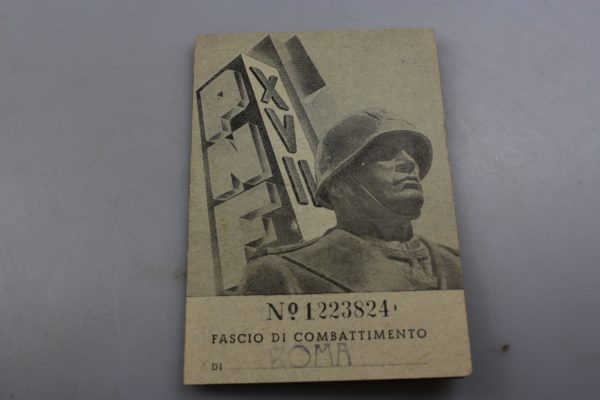 PNF
XVII
Nº 1223824
FASCIO DI COMBATTIMENTO
DI ROMA